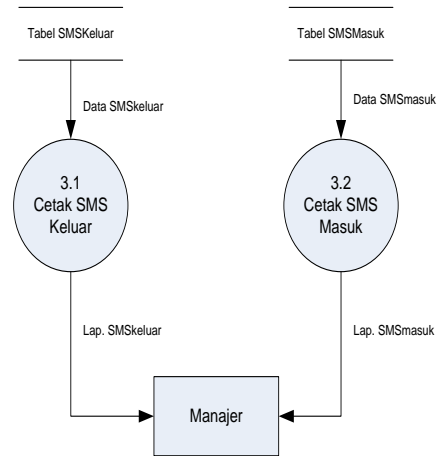 Tabel SMSKeluar
Tabel SMSMasuk
Data SMSkeluar
Data SMSmasuk
3.1
Cetak SMS
Keluar
3.2
Cetak SMS
Masuk
Lap. SMSkeluar
Lap. SMSmasuk
Manajer